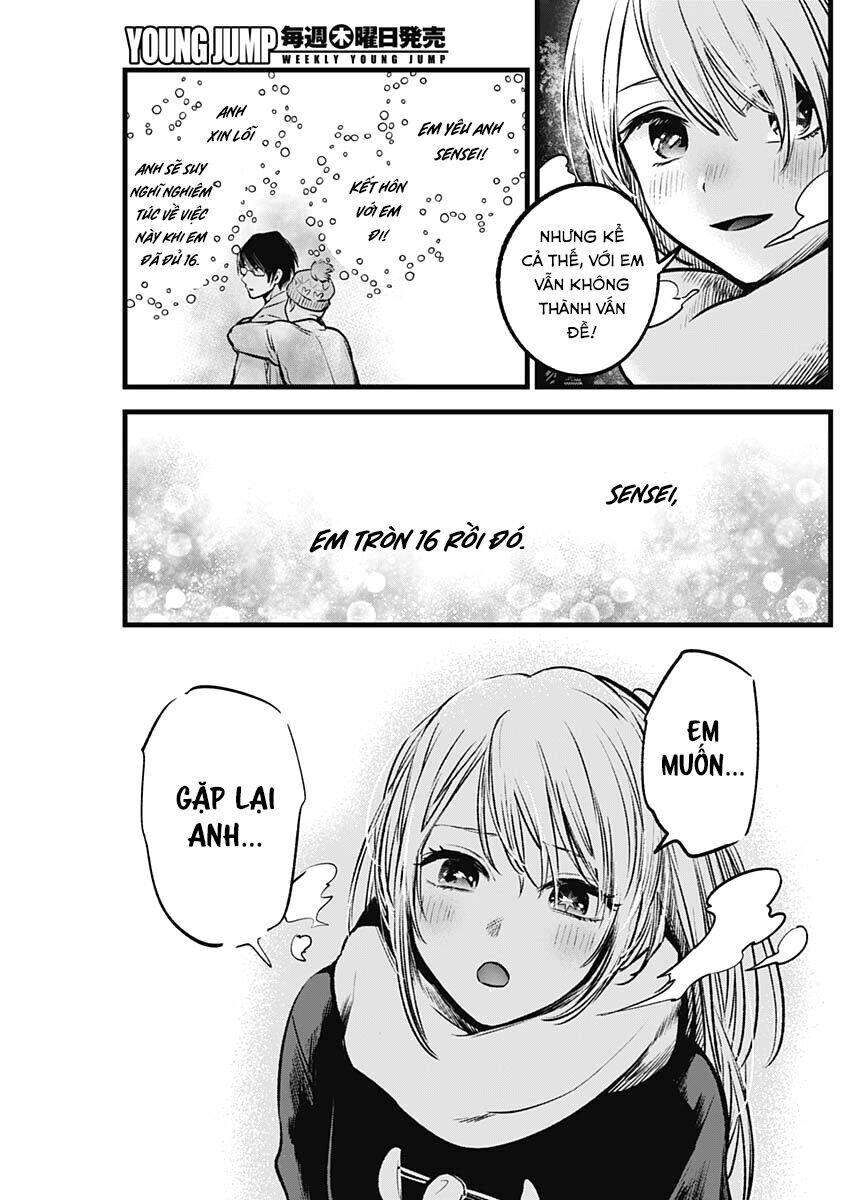 YOUNG JUMP 毎週木曜日発売
WEEKLY YOUNG JUMP
NHƯNG KỂ
CẢ THẾ, VỚI EM
VẪN KHÔNG
THÀNH VẤN
ĐỀ!
EM YÊU ANH
SENSEI!
KẾT HÔN
VỚI EM
ĐI!
ANH
XIN LỖI
ANH SẼ SUY
NGHĨ NGHIÊM
TÚC VỀ VIỆC
NÀY KHI EM
ĐÃ ĐỦ 16.
SENSEI,
EM TRÒN 16 RỒI ĐÓ.
EM
MUỐN...
GẶP LẠI
ANH...